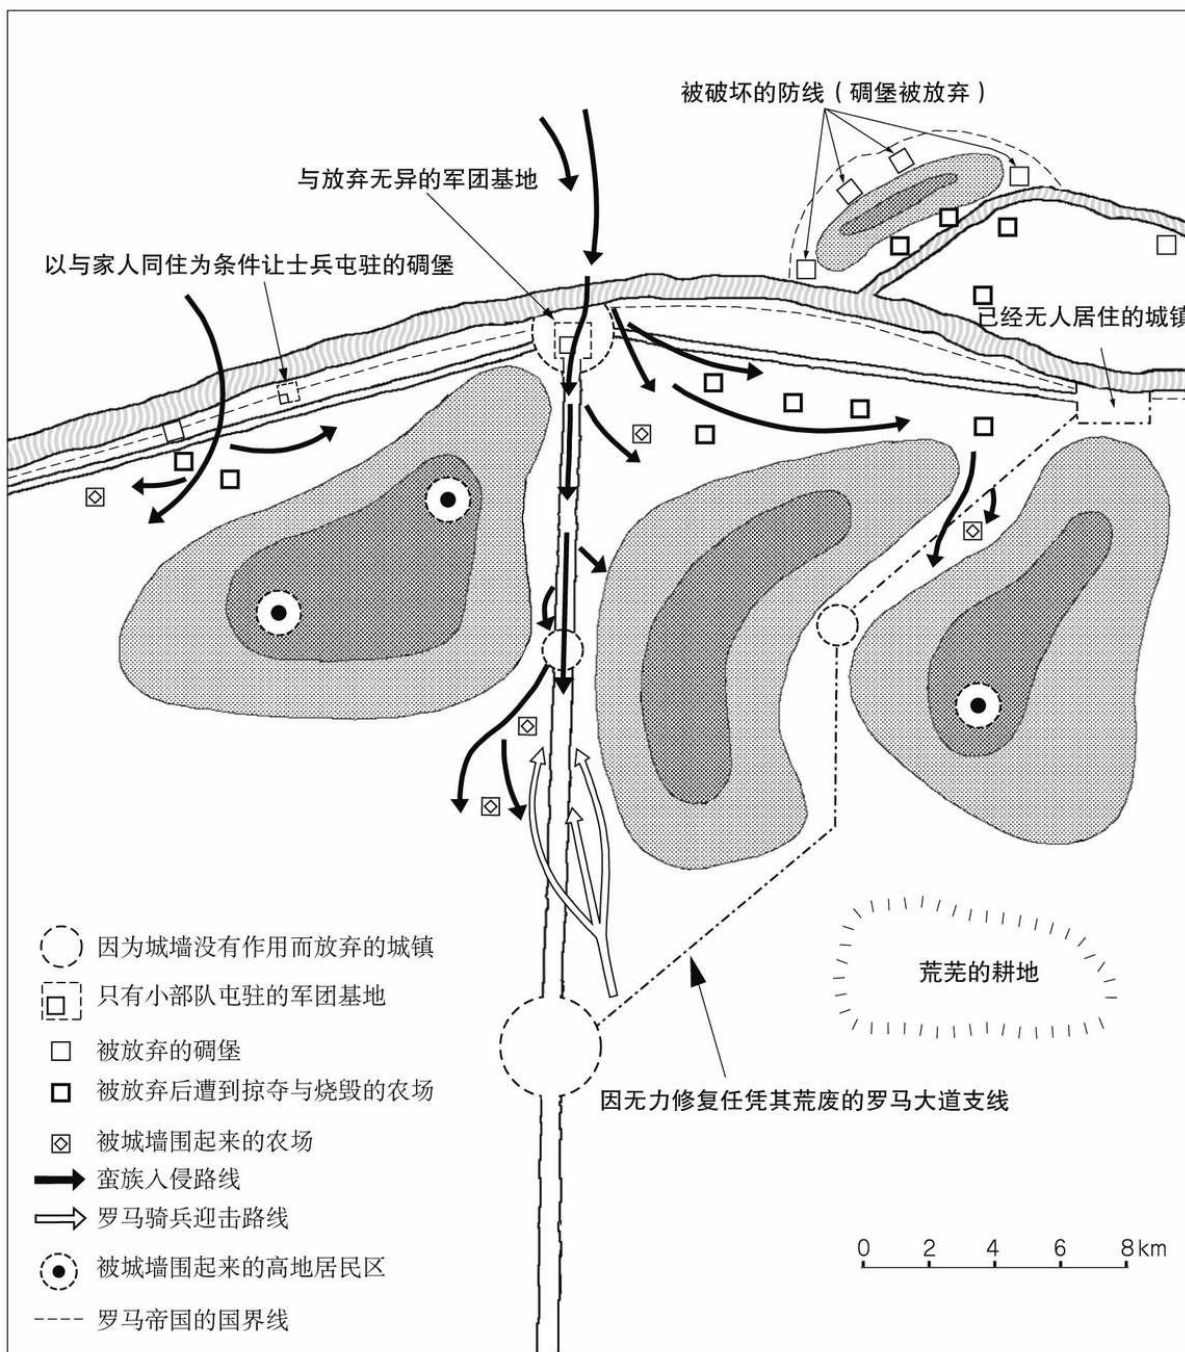 被破坏的防线（碉堡被放弃）
与放弃无异的军团基地
以与家人同住为条件让士兵屯驻的碉堡
已经无人居住的城镇
荒芜的耕地
因无力修复任凭其荒废的罗马大道支线
因为城墙没有作用而放弃的城镇
只有小部队屯驻的军团基地
被放弃的碉堡
被放弃后遭到掠夺与烧毁的农场
被城墙围起来的农场
蛮族入侵路线
罗马骑兵迎击路线
被城墙围起来的高地居民区
罗马帝国的国界线
0 2 4 6 8km